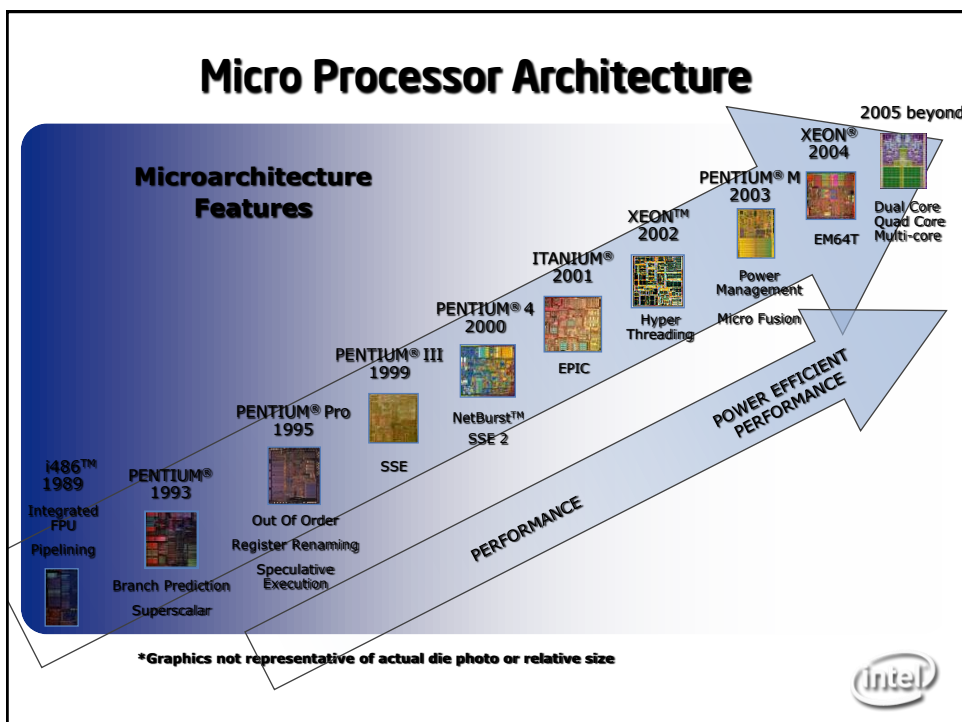 Micro Processor Architecture
Microarchitecture
Features
i486™
1989
Integrated
FPU
Pipelining
PENTIUM®
1993
Branch Prediction
Superscalar
PENTIUM® Pro
1995
Out Of Order
Register Renaming
Speculative
Execution
PENTIUM® III
1999
SSE
PENTIUM® 4
2000
NetBurst™
SSE 2
ITANIUM®
2001
EPIC
XEON™
2002
Hyper
Threading
PENTIUM® M
2003
Power
Management
Micro Fusion
XEON®
2004
EM64T
2005 beyond
Dual Core
Quad Core
Multi-core
PERFORMANCE
POWER EFFICIENT
PERFORMANCE
*Graphics not representative of actual die photo or relative size
intel